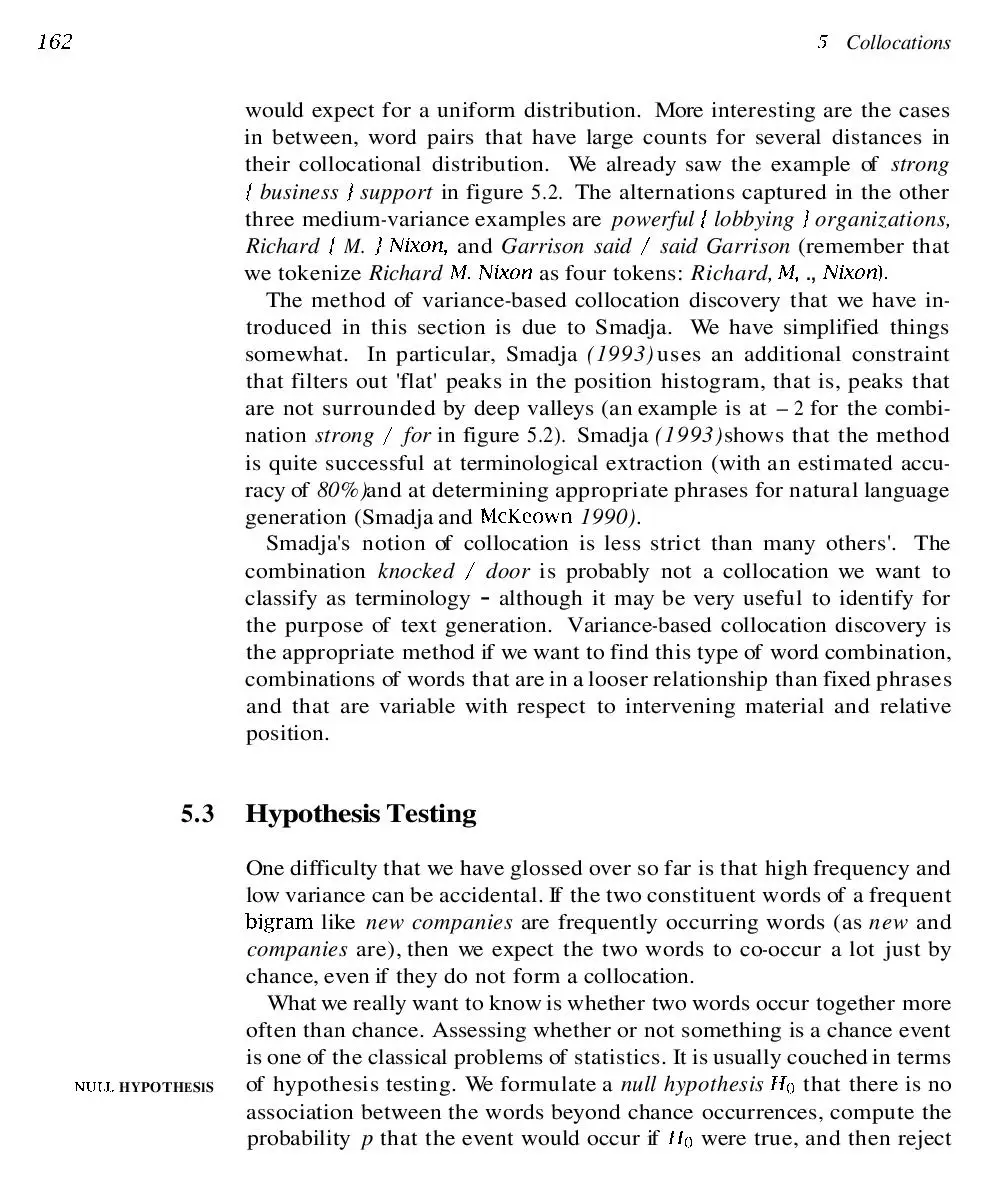 162
5 Collocations
would expect for a uniform distribution. More interesting are the cases
in between, word pairs that have large counts for several distances in
their collocational distribution. We already saw the example of strong
{ business } support in figure 5.2. The alternations captured in the other
three medium-variance examples are powerful { lobbying } organizations,
Richard { M. } Nixon, and Garrison said / said Garrison (remember that
we tokenize Richard M. Nixon as four tokens: Richard, M, ., Nixon).
The method of variance-based collocation discovery that we have in-
troduced in this section is due to Smadja. We have simplified things
somewhat. In particular, Smadja (1993) uses an additional constraint
that filters out 'flat' peaks in the position histogram, that is, peaks that
are not surrounded by deep valleys (an example is at – 2 for the combi-
nation strong / for in figure 5.2). Smadja (1993) shows that the method
is quite successful at terminological extraction (with an estimated accu-
racy of 80%) and at determining appropriate phrases for natural language
generation (Smadja and McKeown 1990).
Smadja's notion of collocation is less strict than many others'. The
combination knocked / door is probably not a collocation we want to
classify as terminology - although it may be very useful to identify for
the purpose of text generation. Variance-based collocation discovery is
the appropriate method if we want to find this type of word combination,
combinations of words that are in a looser relationship than fixed phrases
and that are variable with respect to intervening material and relative
position.
5.3 Hypothesis Testing
One difficulty that we have glossed over so far is that high frequency and
low variance can be accidental. If the two constituent words of a frequent
bigram like new companies are frequently occurring words (as new and
companies are), then we expect the two words to co-occur a lot just by
chance, even if they do not form a collocation.
What we really want to know is whether two words occur together more
often than chance. Assessing whether or not something is a chance event
is one of the classical problems of statistics. It is usually couched in terms
NULL HYPOTHESIS of hypothesis testing. We formulate a null hypothesis H₀ that there is no
association between the words beyond chance occurrences, compute the
probability p that the event would occur if H₀ were true, and then reject